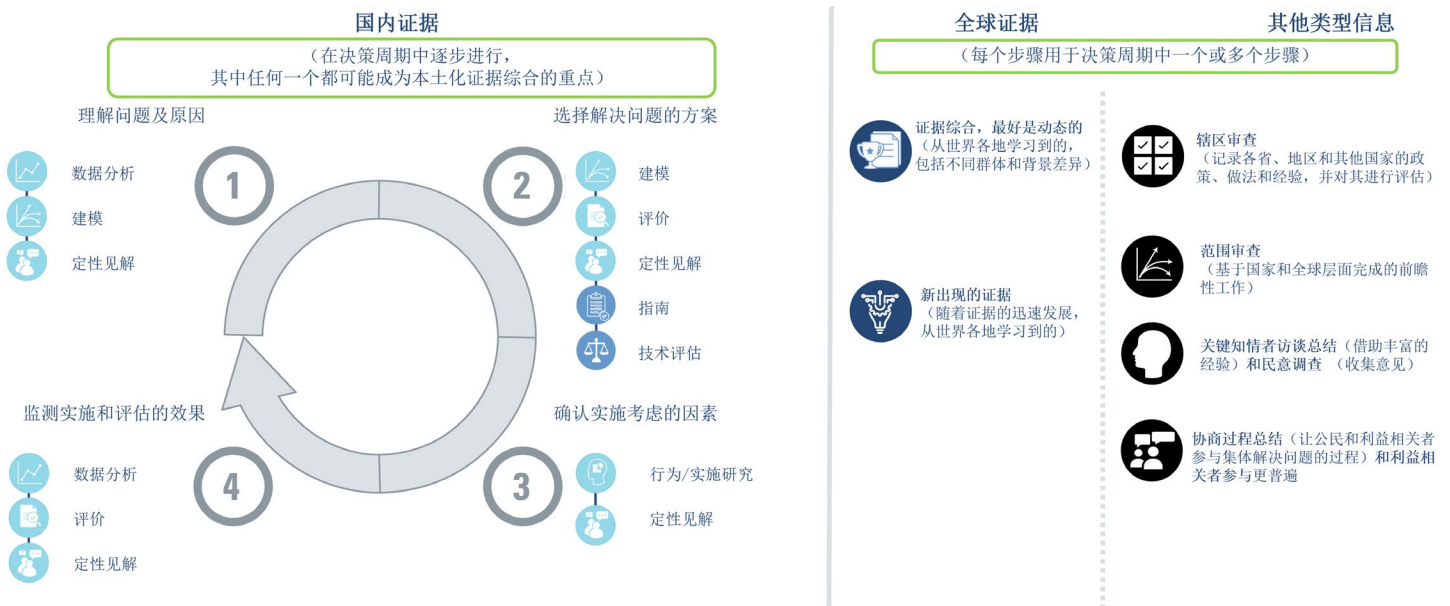 国内证据
（在决策周期中逐步进行，
其中任何一个都可能成为本土化证据综合的重点）
理解问题及原因
1
数据分析
建模
定性见解
选择解决问题的方案
2
建模
评价
定性见解
指南
技术评估
确认实施考虑的因素
3
行为/实施研究
定性见解
监测实施和评估的效果
4
数据分析
评价
定性见解
全球证据
其他类型信息
（每个步骤用于决策周期中一个或多个步骤）
证据综合，最好是动态的
（从世界各地学习到的，
包括不同群体和背景差异）
新出现的证据
（随着证据的迅速发展，
从世界各地学习到的）
辖区审查
（记录各省、地区和其他国家的政
策、做法和经验，并对其进行评估）
范围审查
（基于国家和全球层面完成的前瞻
性工作）
关键知情者访谈总结（借助丰富的
经验）和民意调查 （收集意见）
协商过程总结（让公民和利益相关者
参与集体解决问题的过程）和利益相
关者参与更普遍